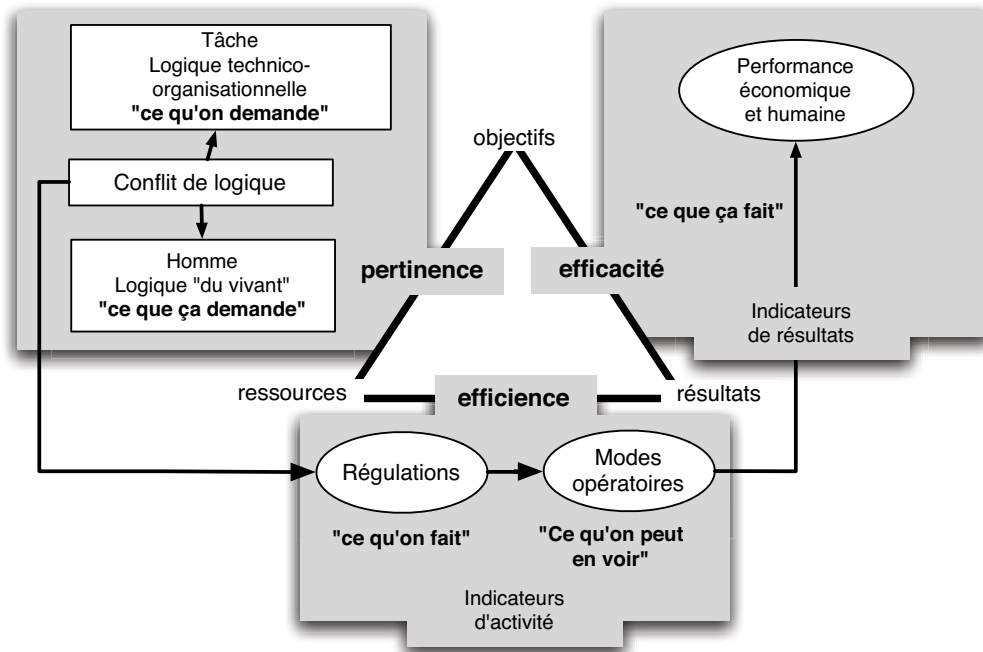 Tâche
Logique technico-
organisationnelle
"ce qu'on demande"
Conflit de logique
Homme
Logique "du vivant"
"ce que ça demande"
objectifs
pertinence
efficacité
ressources
efficience
résultats
Performance
économique
et humaine
"ce que ça fait"
Indicateurs
de résultats
Régulations
Modes
opératoires
"ce qu'on fait"
"Ce qu'on peut
en voir"
Indicateurs
d'activité